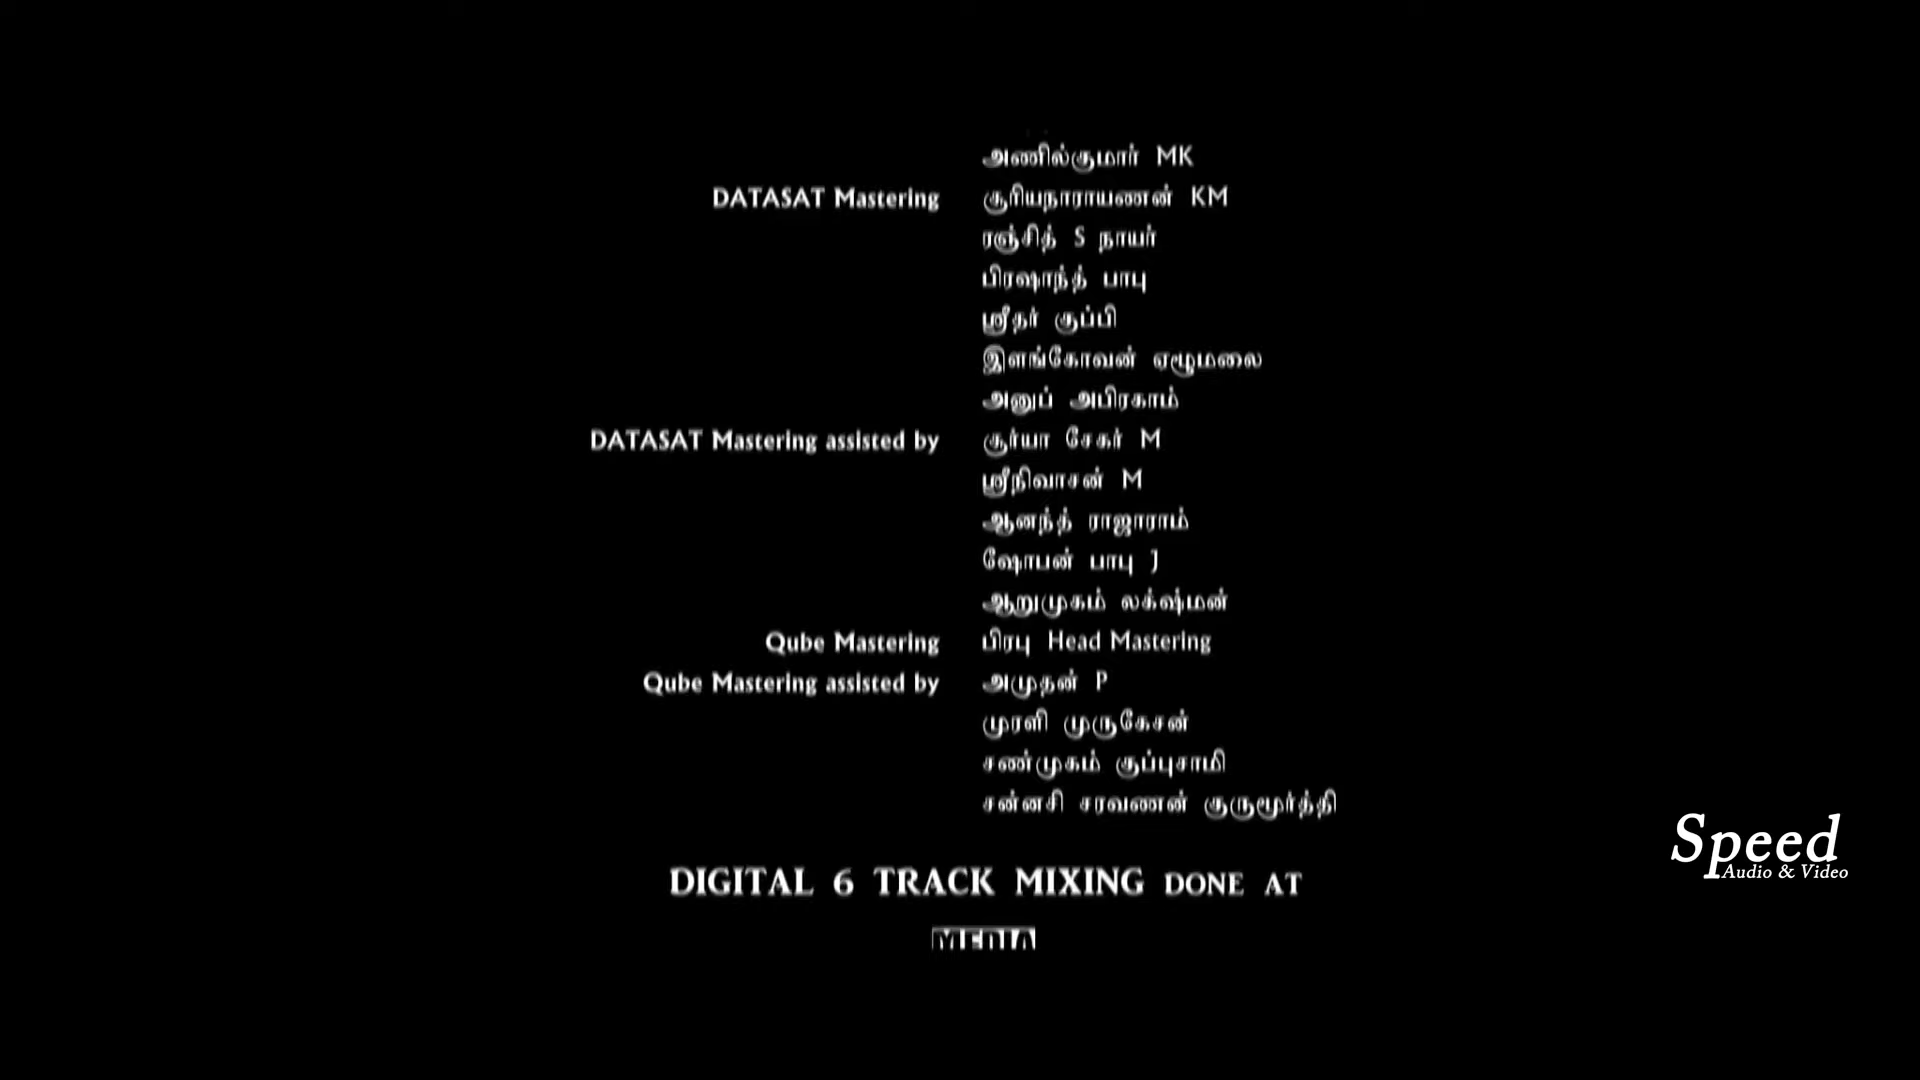 அணில்குமார் MK
DATASAT Mastering சூரியநாராயணன் KM
ரஞ்சித் S நாயர்
பிரஷாந்த் பாபு
ஸ்ரீதர் குப்பி
இளங்கோவன் ஏழுமலை
அனுப் அபிரகாம்
DATASAT Mastering assisted by சூர்யா சேகர் M
ஸ்ரீநிவாசன் M
ஆனந்த் ராஜாராம்
ஷோபன் பாபு J
ஆறுமுகம் லக்ஷ்மன்
Qube Mastering பிரபு Head Mastering
Qube Mastering assisted by அமுதன் P
முரளி முருகேசன்
சண்முகம் குப்புசாமி
சன்னசி சரவணன் குருமூர்த்தி
DIGITAL 6 TRACK MIXING DONE AT
MEDIA
Speed
Audio & Video